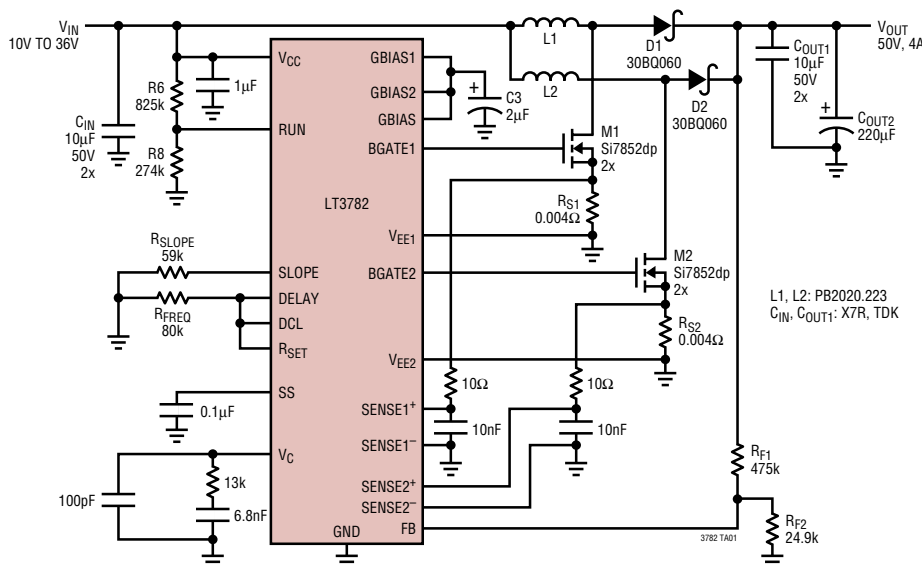 VIN
10V TO 36V
CIN
10µF
50V
2x
R6
825k
R8
274k
1µF
VCC
RUN
LT3782
GBIAS1
GBIAS2
GBIAS
BGATE1
VEE1
BGATE2
VEE2
SENSE1+
SENSE1–
SENSE2+
SENSE2–
FB
GND
SLOPE
DELAY
DCL
RSET
SS
VC
RSLOPE
59k
RFREQ
80k
0.1µF
100pF
13k
6.8nF
+
C3
2µF
L1
L2
D1
30BQ060
D2
30BQ060
M1
Si7852dp
2x
RS1
0.004Ω
M2
Si7852dp
2x
RS2
0.004Ω
10Ω
10nF
10Ω
10nF
VOUT
50V, 4A
COUT1
10µF
50V
2x
+
COUT2
220µF
L1, L2: PB2020.223
CIN, COUT1: X7R, TDK
RF1
475k
RF2
24.9k
3782 TA01